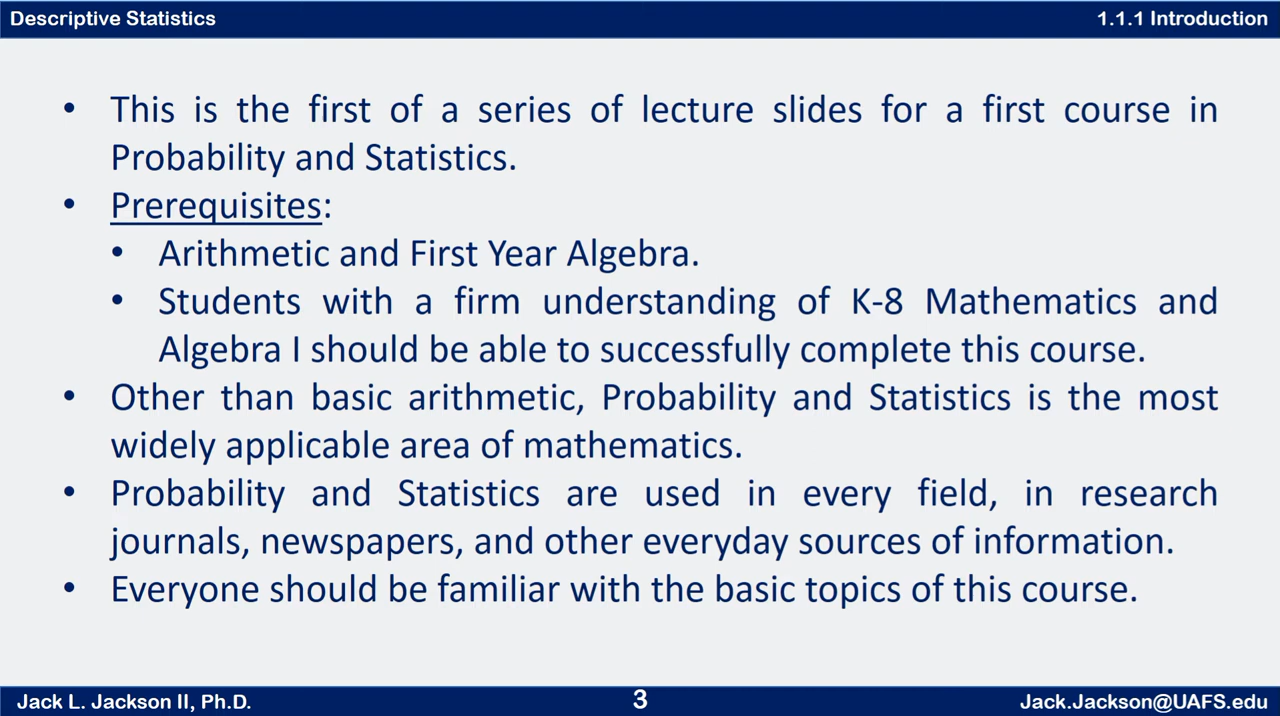 Descriptive Statistics
1.1.1 Introduction
• This is the first of a series of lecture slides for a first course in
Probability and Statistics.
• Prerequisites:
• Arithmetic and First Year Algebra.
• Students with a firm understanding of K-8 Mathematics and
Algebra I should be able to successfully complete this course.
• Other than basic arithmetic, Probability and Statistics is the most
widely applicable area of mathematics.
• Probability and Statistics are used in every field, in research
journals, newspapers, and other everyday sources of information.
• Everyone should be familiar with the basic topics of this course.
Jack L. Jackson II, Ph.D.
3
Jack.Jackson@UAFS.edu